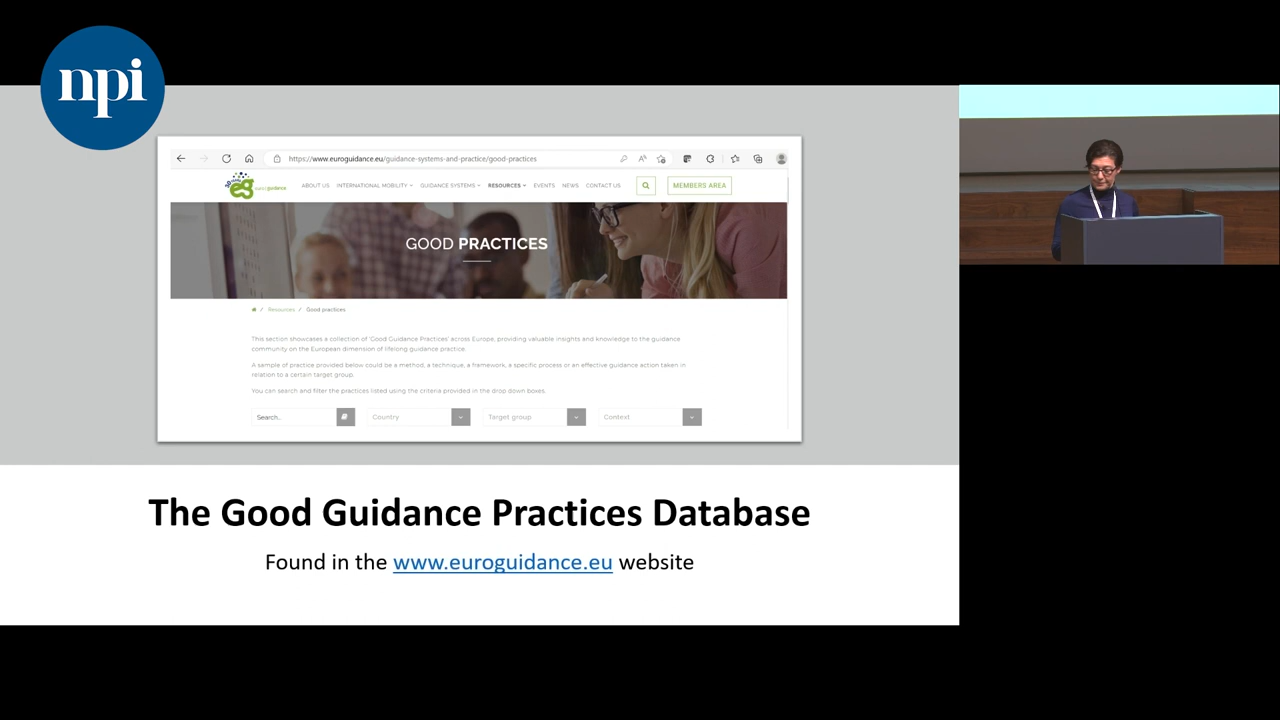 npi
https://www.euroguidance.eu/guidance-systems-and-practice/good-practices
eg euroguidance
ABOUT US INTERNATIONAL MOBILITY GUIDANCE SYSTEMS RESOURCES EVENTS NEWS CONTACT US MEMBERS AREA
GOOD PRACTICES
/ Resources / Good practices
This section showcases a collection of 'Good Guidance Practices' across Europe, providing valuable insights and knowledge to the guidance
community on the European dimension of lifelong guidance practice.
A sample of practice provided below could be a method, a technique, a framework, a specific process or an effective guidance action taken in
relation to a certain target group.
You can search and filter the practices listed using the criteria provided in the drop down boxes.
Search... Country Target group Context
The Good Guidance Practices Database
Found in the www.euroguidance.eu website